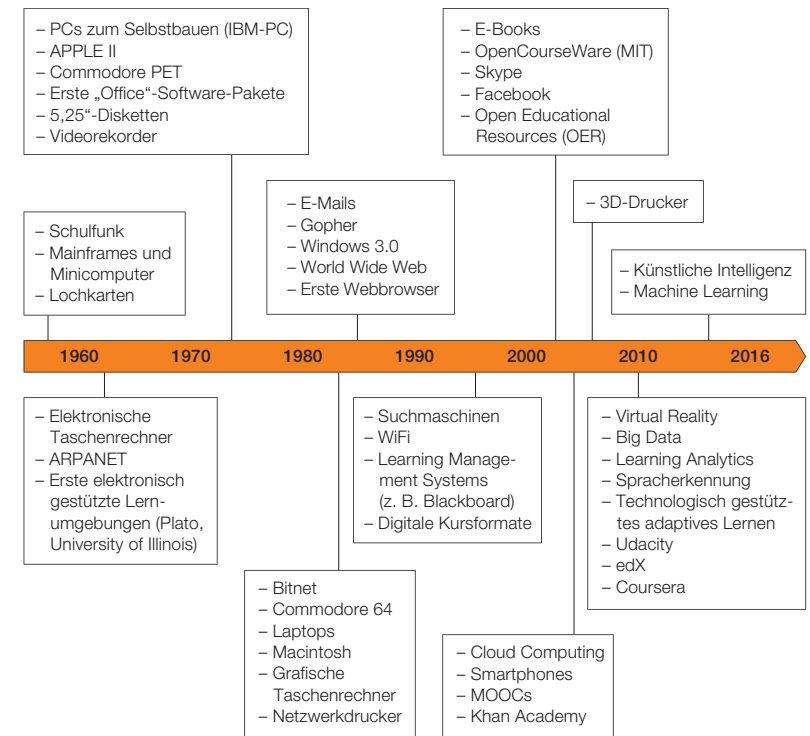 – PCs zum Selbstbauen (IBM-PC)
– APPLE II
– Commodore PET
– Erste „Office“-Software-Pakete
– 5,25“-Disketten
– Videorekorder
– E-Books
– OpenCourseWare (MIT)
– Skype
– Facebook
– Open Educational
Resources (OER)
– Schulfunk
– Mainframes und
Minicomputer
– Lochkarten
– E-Mails
– Gopher
– Windows 3.0
– World Wide Web
– Erste Webbrowser
– 3D-Drucker
– Künstliche Intelligenz
– Machine Learning
1960 1970 1980 1990 2000 2010 2016
– Elektronische
Taschenrechner
– ARPANET
– Erste elektronisch
gestützte Lern-
umgebungen (Plato,
University of Illinois)
– Suchmaschinen
– WiFi
– Learning Manage-
ment Systems
(z. B. Blackboard)
– Digitale Kursformate
– Virtual Reality
– Big Data
– Learning Analytics
– Spracherkennung
– Technologisch gestütz-
tes adaptives Lernen
– Udacity
– edX
– Coursera
– Bitnet
– Commodore 64
– Laptops
– Macintosh
– Grafische
Taschenrechner
– Netzwerkdrucker
– Cloud Computing
– Smartphones
– MOOCs
– Khan Academy